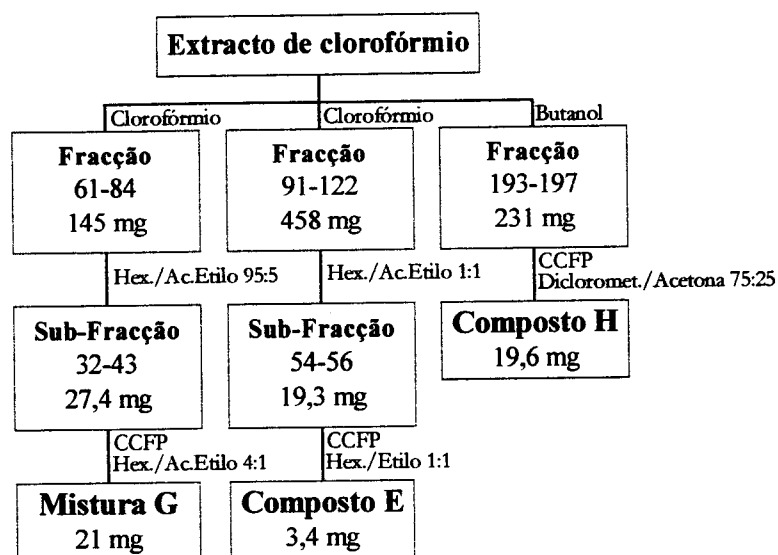 Extracto de clorofórmio
Clorofórmio
Clorofórmio
Butanol
Fracção
61-84
145 mg
Fracção
91-122
458 mg
Fracção
193-197
231 mg
Hex./Ac.Etilo 95:5
Hex./Ac.Etilo 1:1
CCFP
Dicloromet./Acetona 75:25
Sub-Fracção
32-43
27,4 mg
Sub-Fracção
54-56
19,3 mg
Composto H
19,6 mg
CCFP
Hex./Ac.Etilo 4:1
CCFP
Hex./Etilo 1:1
Mistura G
21 mg
Composto E
3,4 mg